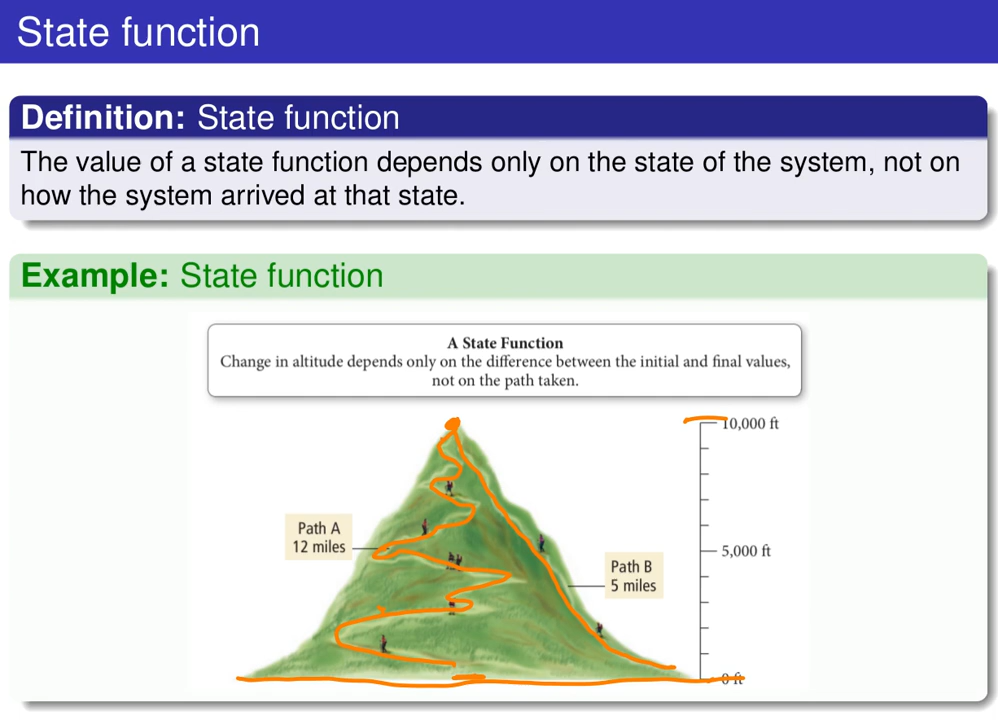 State function
Definition: State function
The value of a state function depends only on the state of the system, not on
how the system arrived at that state.
Example: State function
A State Function
Change in altitude depends only on the difference between the initial and final values,
not on the path taken.
10,000 ft
Path A
12 miles
5,000 ft
Path B
5 miles
0 ft